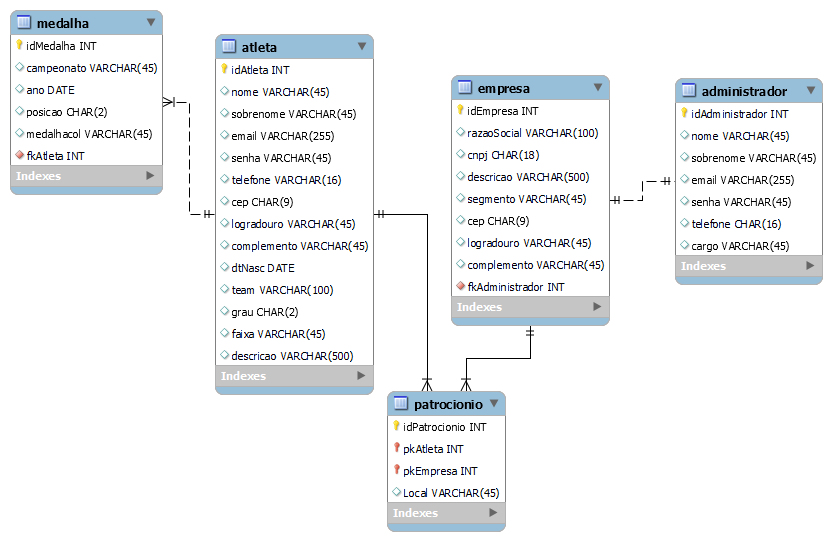 medalha
idMedalha INT
campeonato VARCHAR(45)
ano DATE
posicao CHAR(2)
medalhacol VARCHAR(45)
fkAtleta INT
Indexes
atleta
idAtleta INT
nome VARCHAR(45)
sobrenome VARCHAR(45)
email VARCHAR(255)
senha VARCHAR(45)
telefone VARCHAR(16)
cep CHAR(9)
logradouro VARCHAR(45)
complemento VARCHAR(45)
dtNasc DATE
team VARCHAR(100)
grau CHAR(2)
faixa VARCHAR(45)
descricao VARCHAR(500)
Indexes
empresa
idEmpresa INT
razaoSocial VARCHAR(100)
cnpj CHAR(18)
descricao VARCHAR(500)
segmento VARCHAR(45)
cep CHAR(9)
logradouro VARCHAR(45)
complemento VARCHAR(45)
fkAdministrador INT
Indexes
administrador
idAdministrador INT
nome VARCHAR(45)
sobrenome VARCHAR(45)
email VARCHAR(255)
senha VARCHAR(45)
telefone CHAR(16)
cargo VARCHAR(45)
Indexes
patrocionio
idPatrocionio INT
pkAtleta INT
pkEmpresa INT
Local VARCHAR(45)
Indexes